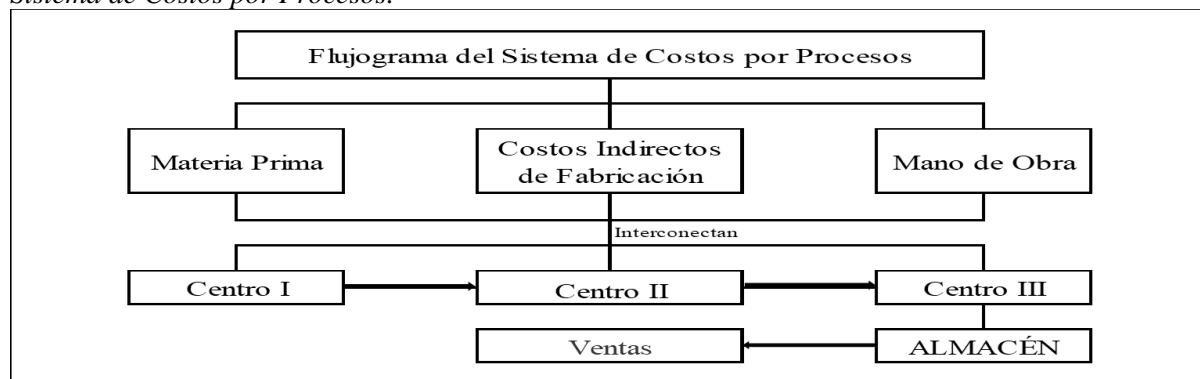 Sistema de Costos por Procesos.
Flujograma del Sistema de Costos por Procesos
Materia Prima
Costos Indirectos
de Fabricación
Mano de Obra
Interconectan
Centro I
Centro II
Centro III
Ventas
ALMACÉN